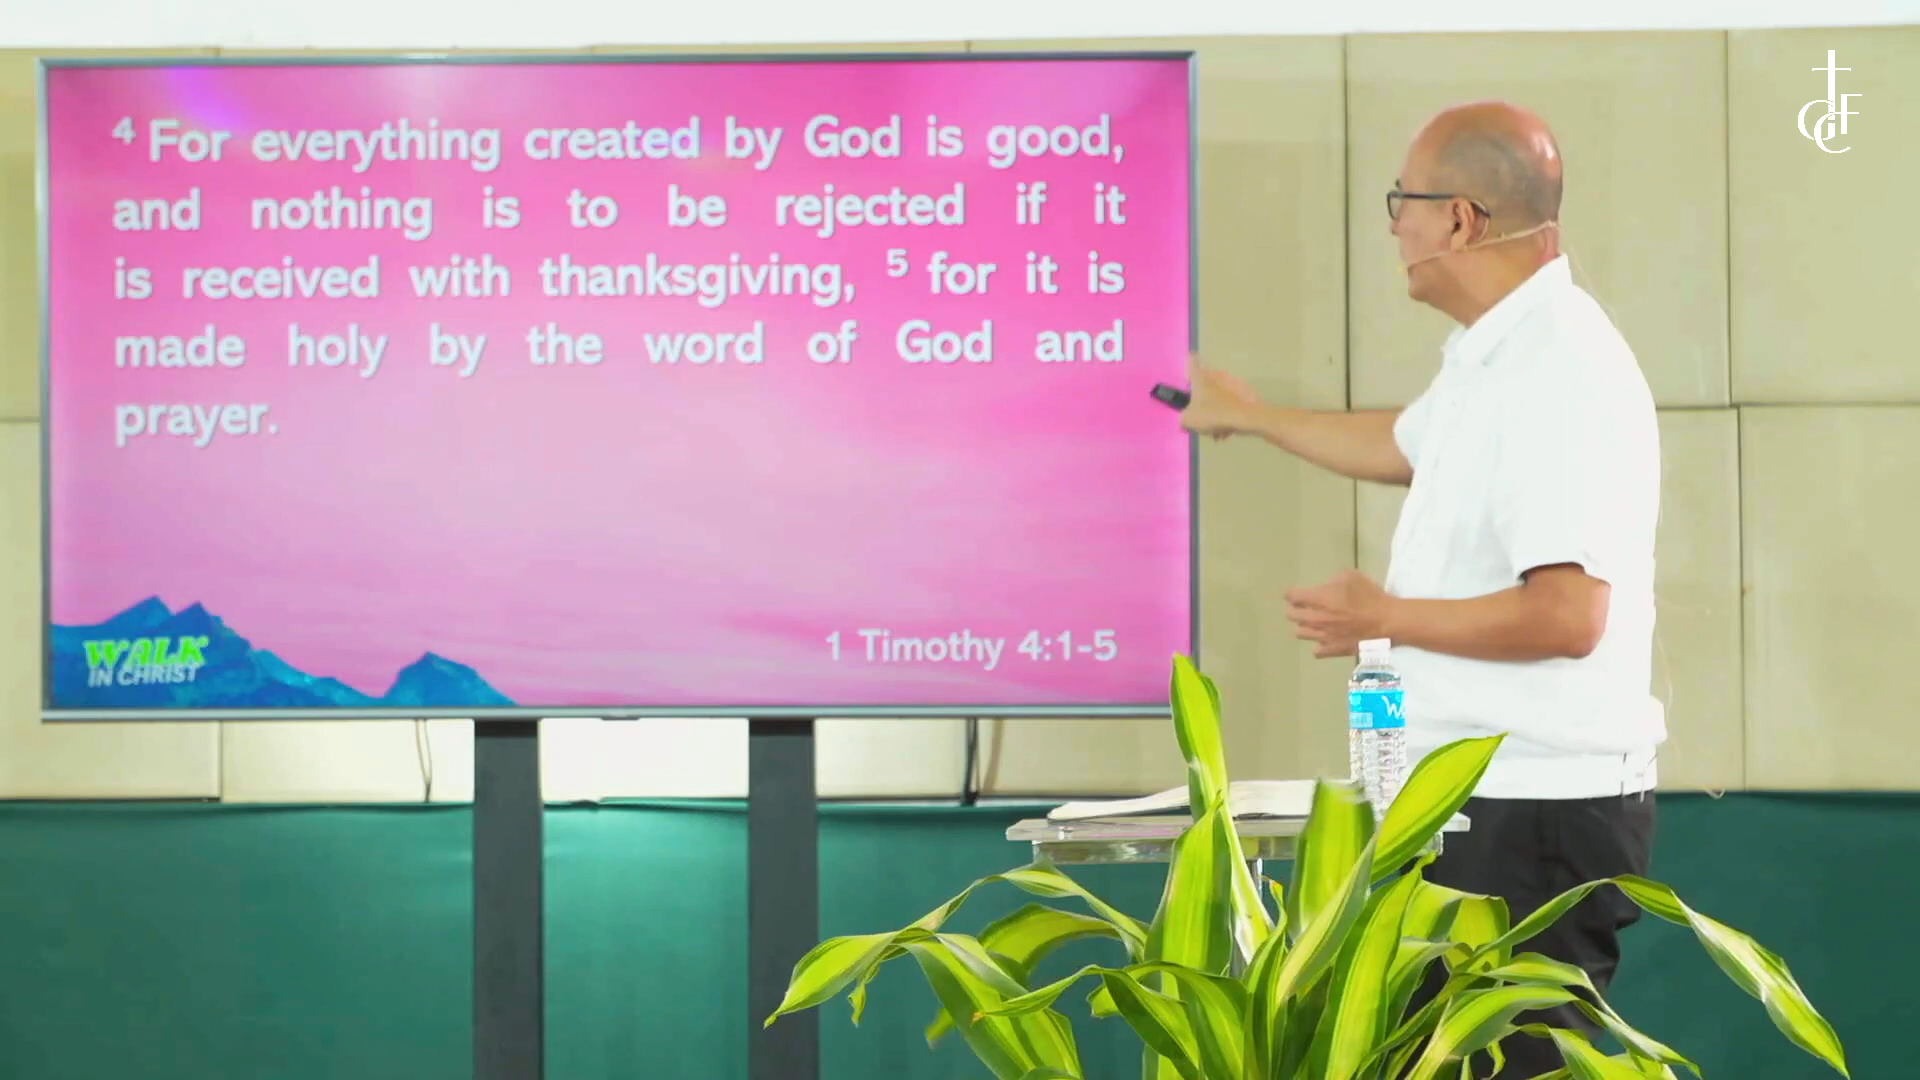 ⁴ For everything created by God is good,
and nothing is to be rejected if it
is received with thanksgiving, ⁵ for it is
made holy by the word of God and
prayer.
1 Timothy 4:1-5
WALK
IN CHRIST